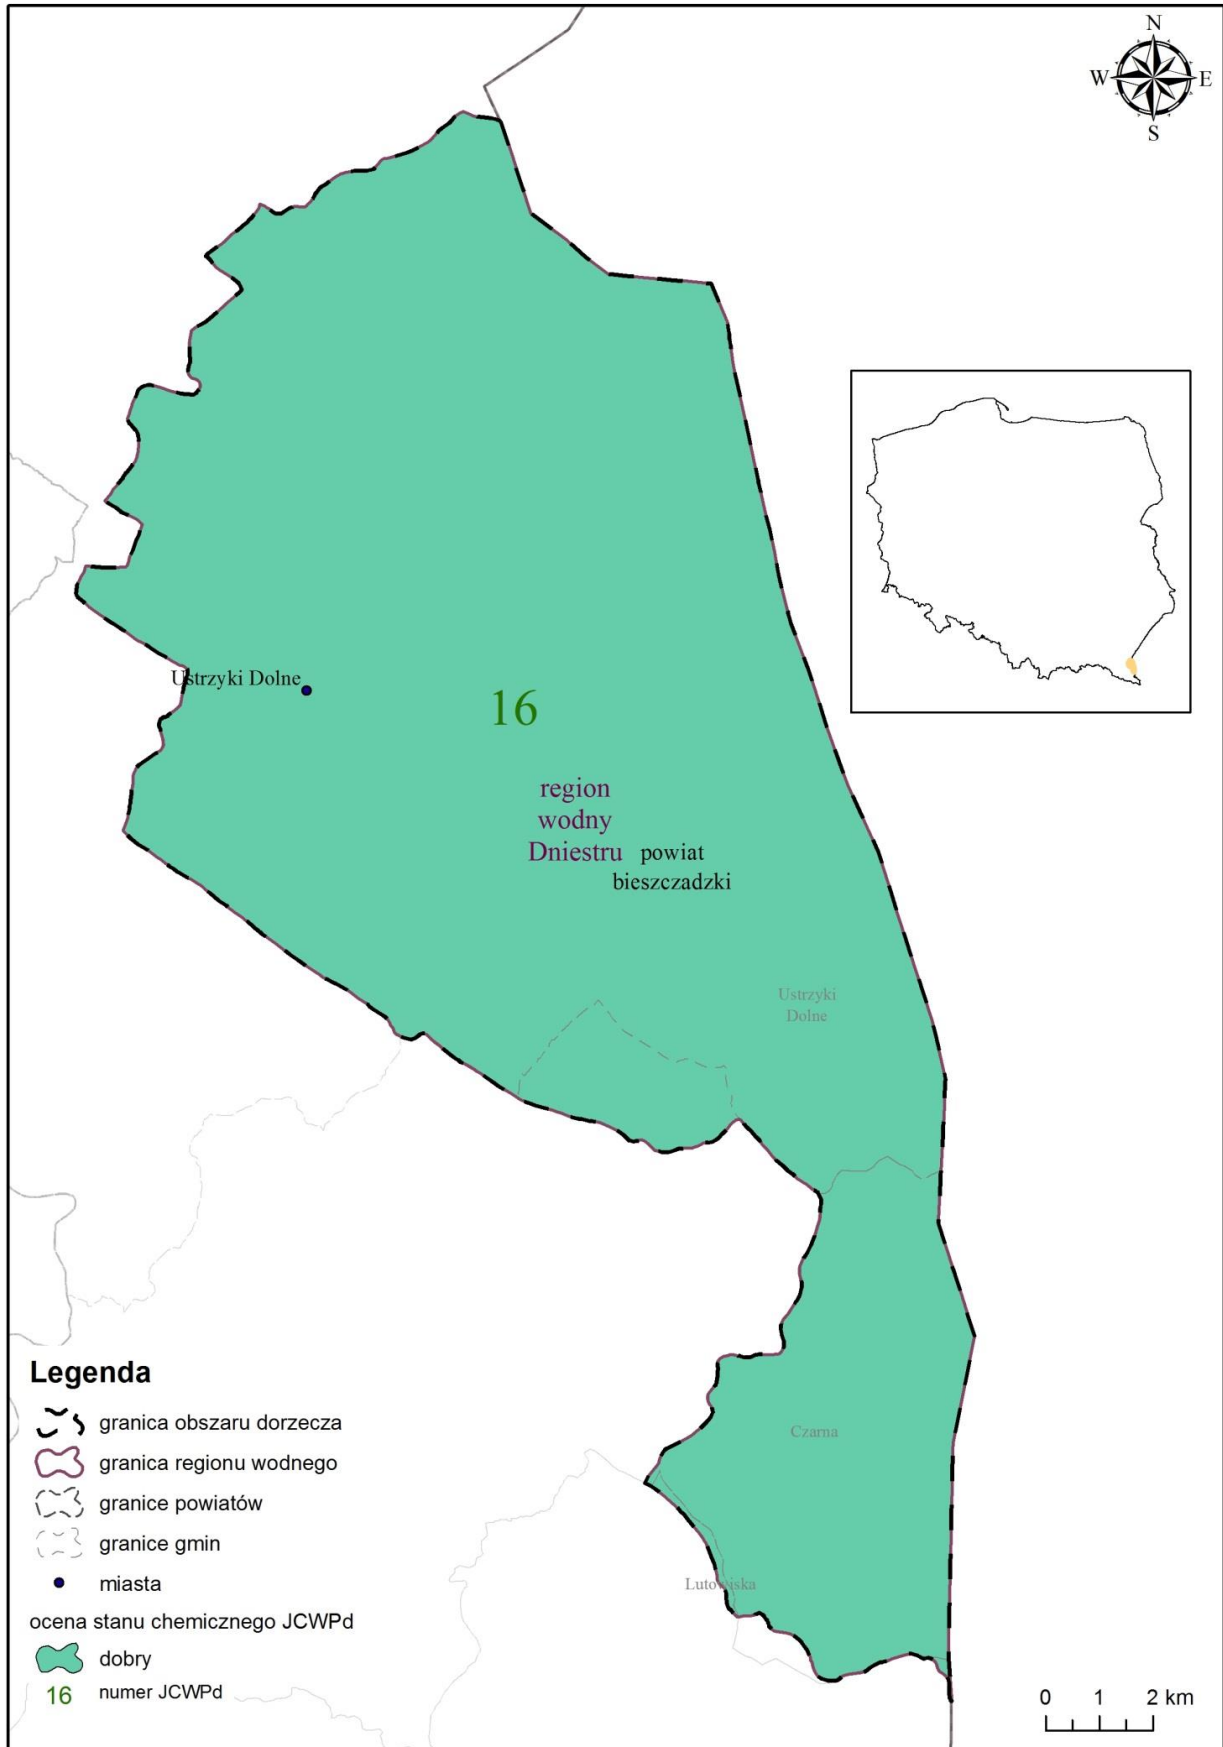 N
W
E
S
Ustrzyki Dolne
16
region
wodny
Dniestru
powiat
bieszczadzki
Ustrzyki
Dolne
Czarna
Lutowiska
Legenda
granica obszaru dorzecza
granica regionu wodnego
granice powiatów
granice gmin
miasta
ocena stanu chemicznego JCWPd
dobry
16 numer JCWPd
0 1 2 km